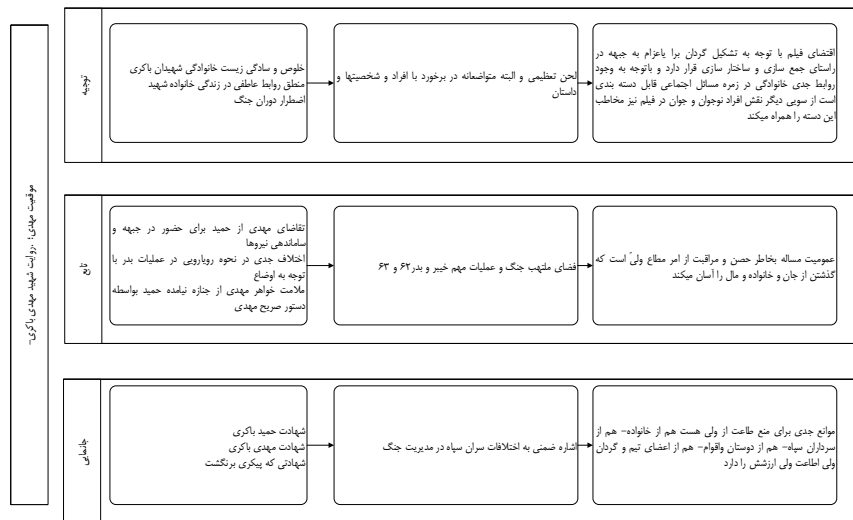 موقعیت مهدی؛ روایت شهید مهدی باکری-
توجیه
خلوص و سادگی زیست خانوادگی شهیدان باکری
منطق روابط عاطفی در زندگی خانواده شهید
اضطرار دوران جنگ
لحن تعظیمی و البته متواضعانه در برخورد با افراد و شخصیتها و
داستان
اقتضای فیلم با توجه به تشکیل گردان برا یاعزام به جبهه در
راستای جمع سازی و ساختار سازی قرار دارد و باتوجه به وجود
روابط جدی خانوادگی در زمره مسائل اجتماعی قابل دسته بندی
است از سویی دیگر نقش افراد نوجوان و جوان در فیلم نیز مخاطب
این دسته را همراه میکند
تابع
تقاضای مهدی از حمید برای حضور در جبهه و
ساماندهی نیروها
اختلاف جدی در نحوه رویارویی در عملیات بدر با
توجه به اوضاع
ملامت خواهر مهدی از جنازه نیامده حمید بواسطه
دستور صریح مهدی
فضای ملتهب جنگ و عملیات مهم خیبر و بدر۶۲ و ۶۳
عمومیت مساله بخاطر حصن و مراقبت از امر مطاع ولیّ است که
گذشتن از جان و خانواده و مال را آسان میکند
جانمایی
شهادت حمید باکری
شهادت مهدی باکری
شهادتی که پیکری برنگشت
اشاره ضمنی به اختلافات سران سپاه در مدیریت جنگ
موانع جدی برای منع طاعت از ولی هست هم از خانواده- هم از
سرداران سپاه- هم از دوستان واقوام- هم از اعضای تیم و گردان
ولی اطاعت ولی ارزشش را دارد